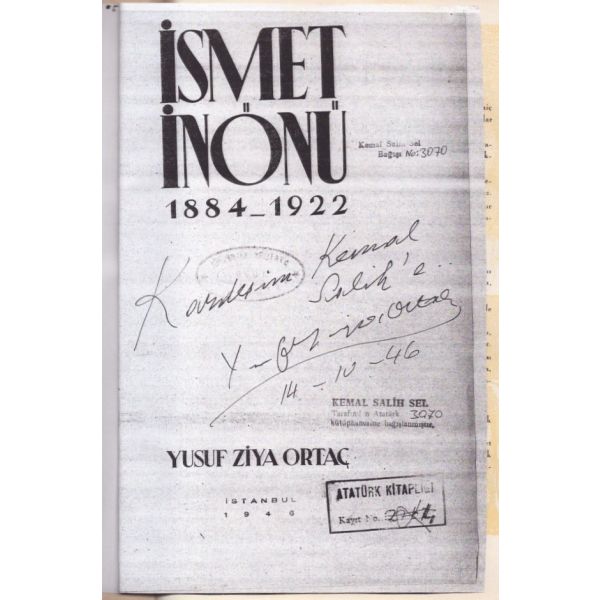 İSMET
İNÖNÜ
1884_1922
Kemal Salih Sel
Bağışı No: 3070
Kardeşim Kemal
Salih'e..
14-10-46
KEMAL SALİH SEL
Tarafından Atatürk 3070
kütüphanesine bağışlanmıştır.
YUSUF ZİYA ORTAÇ
İSTANBUL
1946
ATATÜRK KİTAPLIĞI
Kayıt No.